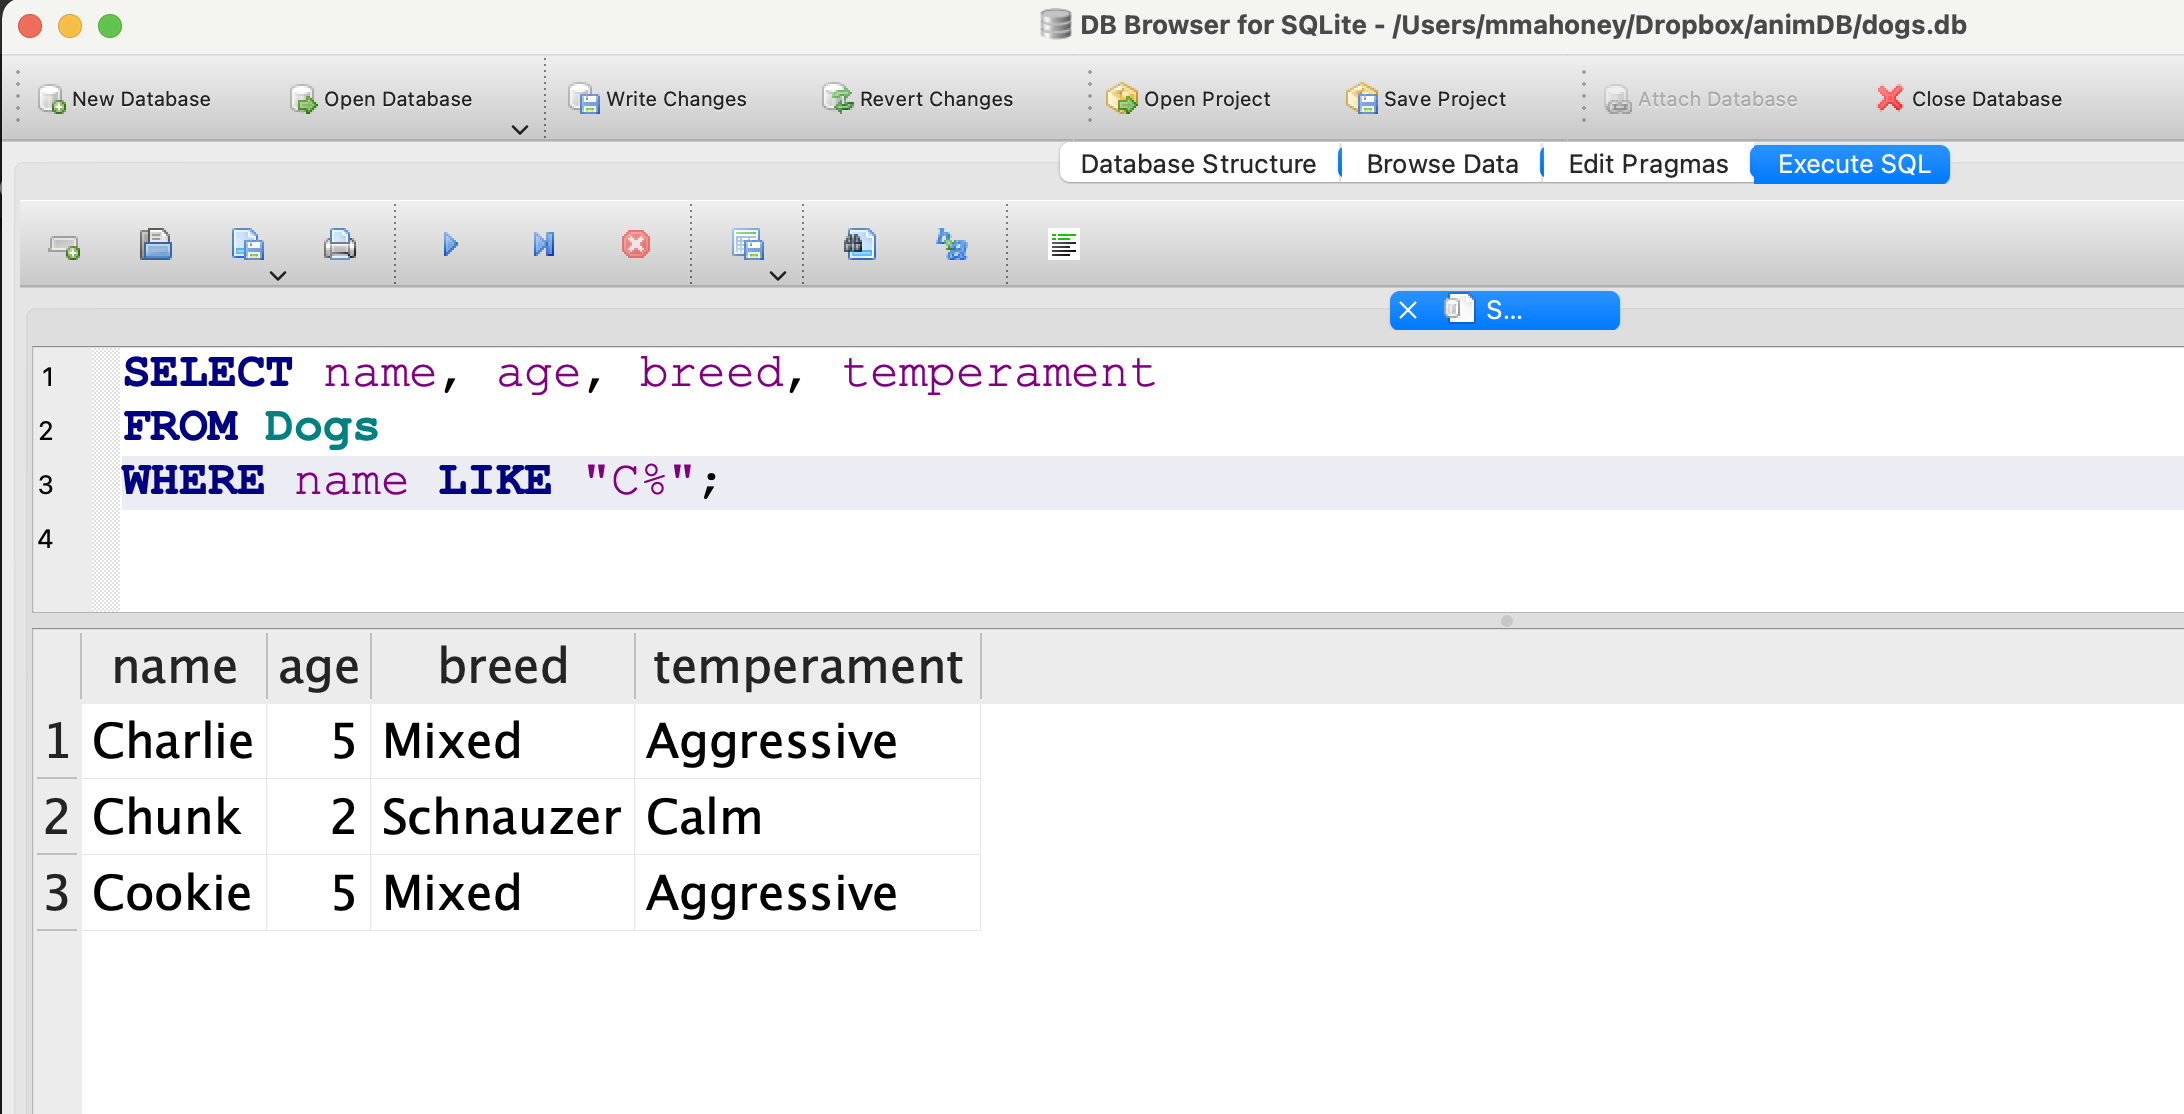 DB Browser for SQLite - /Users/mmahoney/Dropbox/animDB/dogs.db
New Database Open Database Write Changes Revert Changes Open Project Save Project Attach Database Close Database
Database Structure Browse Data Edit Pragmas Execute SQL
S...
1 SELECT name, age, breed, temperament
2 FROM Dogs
3 WHERE name LIKE "C%";
4
name age breed temperament
1 Charlie 5 Mixed Aggressive
2 Chunk 2 Schnauzer Calm
3 Cookie 5 Mixed Aggressive